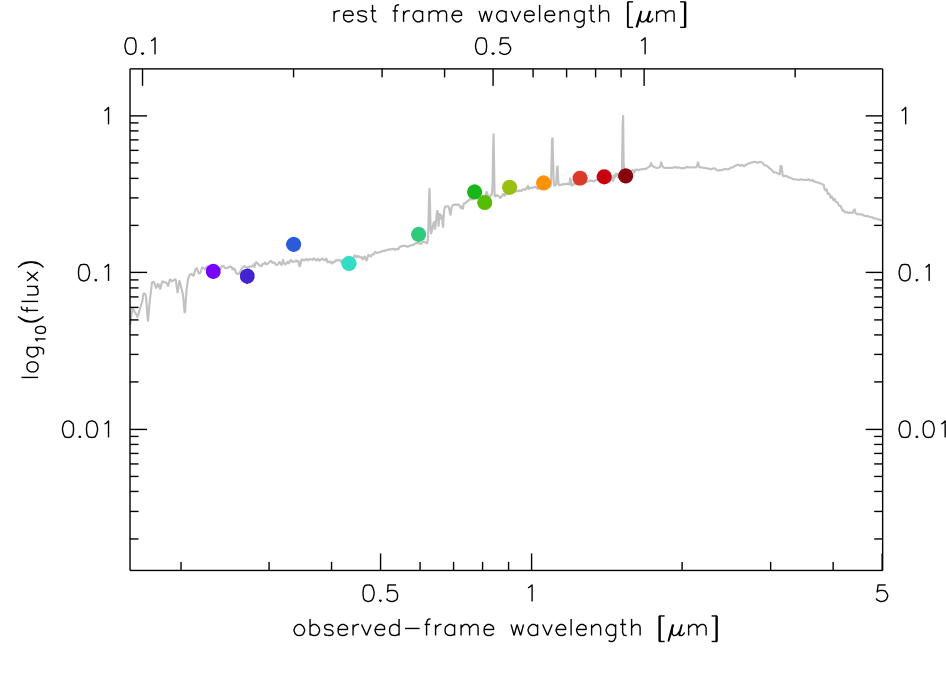 rest frame wavelength [μm]
0.1 0.5 1
1 1
0.1 0.1
0.01 0.01
log10(flux)
0.5 1 5
observed-frame wavelength [μm]